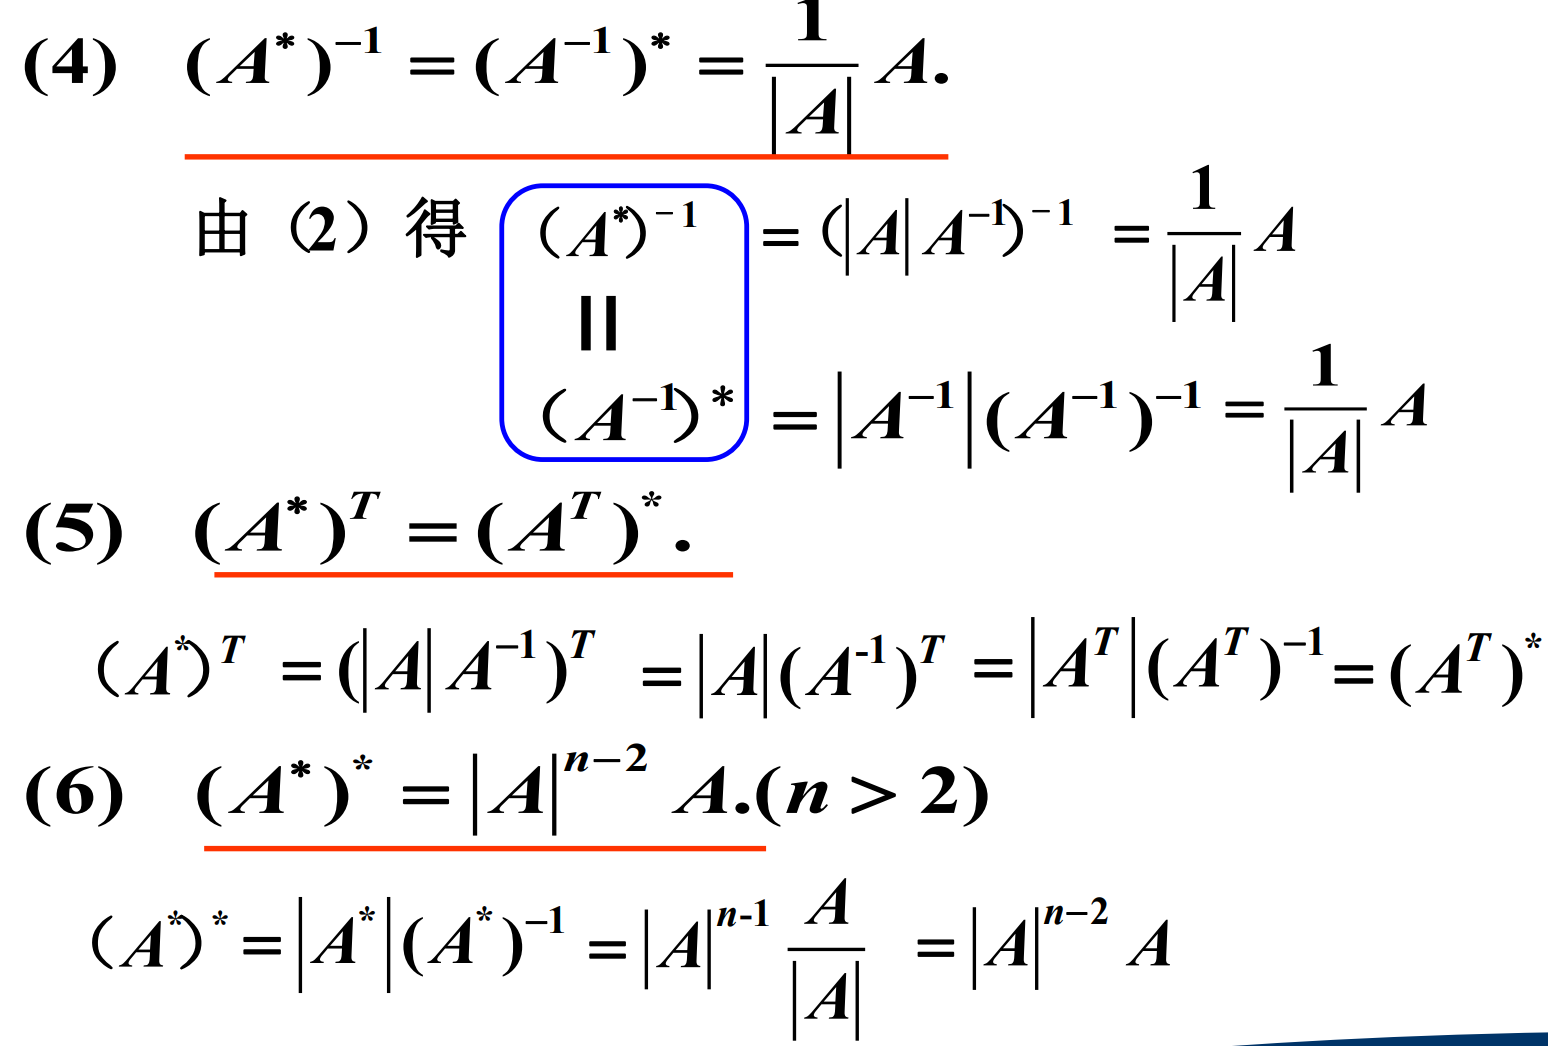 (4) (A*)⁻¹ = (A⁻¹)* = 1/|A| A.
由（2）得 （A*）⁻¹ = (|A| A⁻¹)⁻¹ = 1/|A| A
||
（A⁻¹）* = |A⁻¹| (A⁻¹)⁻¹ = 1/|A| A
(5) (A*)ᵀ = (Aᵀ)*.
（A*）ᵀ = (|A| A⁻¹)ᵀ = |A| (A⁻¹)ᵀ = |Aᵀ| (Aᵀ)⁻¹ = (Aᵀ)*
(6) (A*)* = |A|ⁿ⁻² A. (n > 2)
（A*）* = |A*| (A*)⁻¹ = |A|ⁿ⁻¹ A/|A| = |A|ⁿ⁻² A